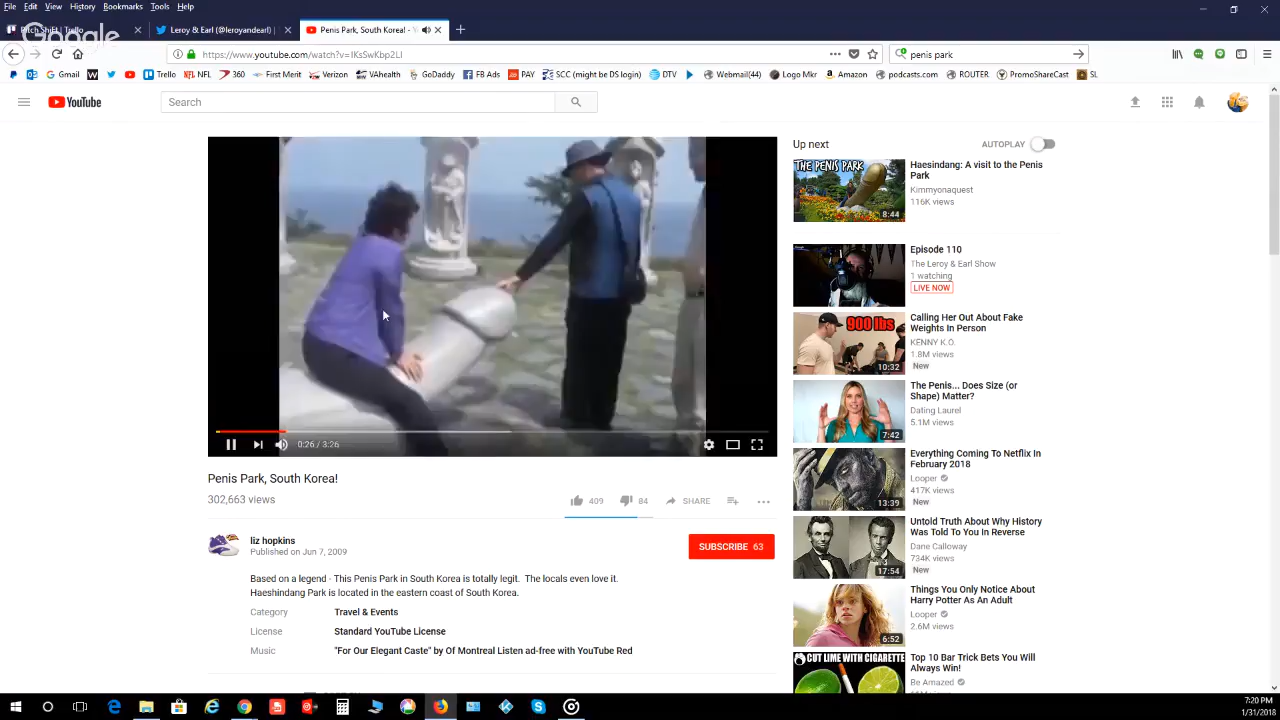 File Edit View History Bookmarks Tools Help
Pitch Shift | Trello
Google
Leroy & Earl (@leroyandearl) |
Penis Park, South Korea! - Y
https://www.youtube.com/watch?v=IKsSwKbp2LI
penis park
Gmail
Trello
NFL
360
First Merit
Verizon
VAhealth
GoDaddy
FB Ads
PAY
SCC (might be DS login)
DTV
Webmail(44)
Logo Mkr
Amazon
podcasts.com
ROUTER
PromoShareCast
SL
YouTube
Search
0:26 / 3:26
Penis Park, South Korea!
302,663 views
409
84
SHARE
liz hopkins
Published on Jun 7, 2009
SUBSCRIBE 63
Based on a legend - This Penis Park in South Korea is totally legit. The locals even love it.
Haeshindang Park is located in the eastern coast of South Korea.
Category Travel & Events
License Standard YouTube License
Music "For Our Elegant Caste" by Of Montreal Listen ad-free with YouTube Red
Up next
AUTOPLAY
THE PENIS PARK
8:44
Haesindang: A visit to the Penis
Park
Kimmyonaquest
116K views
Episode 110
The Leroy & Earl Show
1 watching
LIVE NOW
900 lbs
10:32
Calling Her Out About Fake
Weights In Person
KENNY K.O.
1.8M views
New
7:42
The Penis... Does Size (or
Shape) Matter?
Dating Laurel
5.1M views
13:39
Everything Coming To Netflix In
February 2018
Looper
417K views
New
17:54
Untold Truth About Why History
Was Told To You In Reverse
Dane Calloway
734K views
New
6:52
Things You Only Notice About
Harry Potter As An Adult
Looper
2.6M views
CUT LIME WITH CIGARETTE
Top 10 Bar Trick Bets You Will
Always Win!
Be Amazed
7:20 PM
1/31/2018